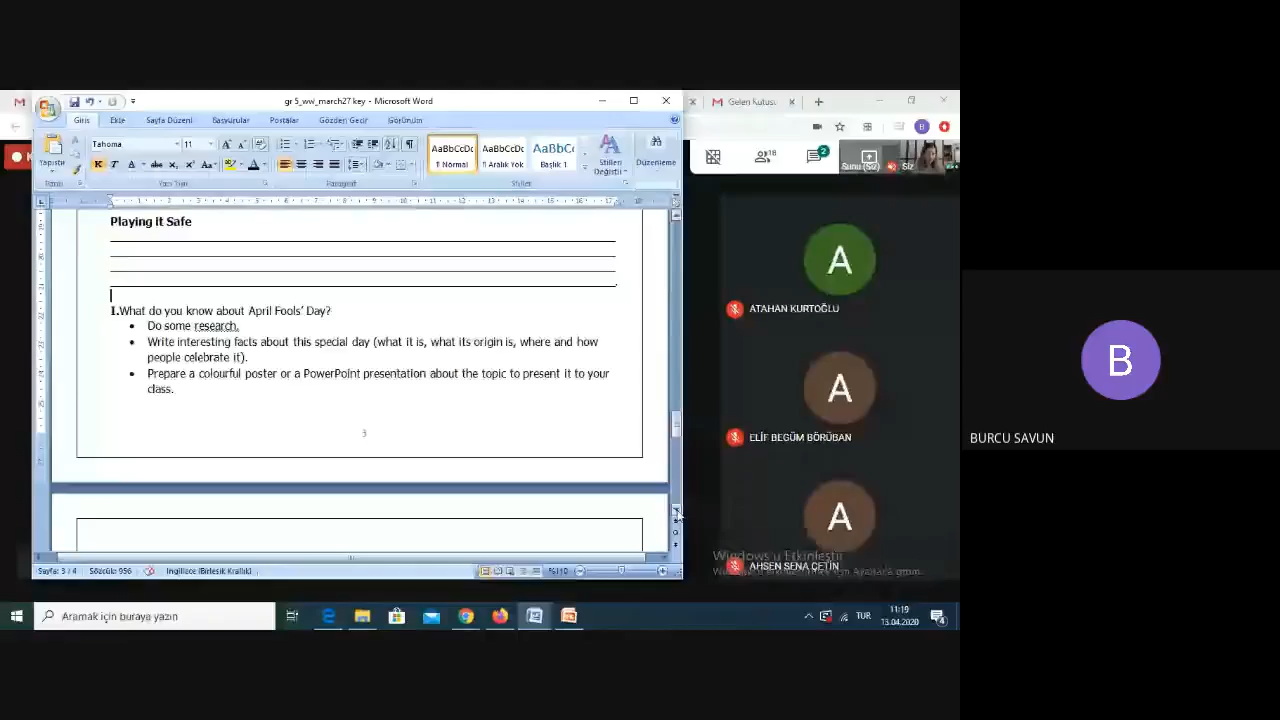 gr 5_ww_march27 key - Microsoft Word
Gelen Kutusu
Giriş Ekle Sayfa Düzeni Başvurular Postalar Gözden Geçir Görünüm
Tahoma 11
Yapıştır
AaBbCcDc AaBbCcDc AaBbCc
¶ Normal ¶ Aralık Yok Başlık 1
Stilleri Değiştir
Düzenleme
Pano Yazı Tipi Paragraf Stiller
18
2
Sunu (Siz) Siz
Playing it Safe
1.What do you know about April Fools' Day?
• Do some research.
• Write interesting facts about this special day (what it is, what its origin is, where and how
people celebrate it).
• Prepare a colourful poster or a PowerPoint presentation about the topic to present it to your
class.
3
A
ATAHAN KURTOĞLU
A
ELİF BEGÜM BÖRÜBAN
A
AHSEN SENA ÇETİN
Windows'u Etkinleştir
B
BURCU SAVUN
Sayfa: 3 / 4 Sözcük: 956 İngilizce (Birleşik Krallık) %110
Aramak için buraya yazın
TUR
11:19
13.04.2020
4